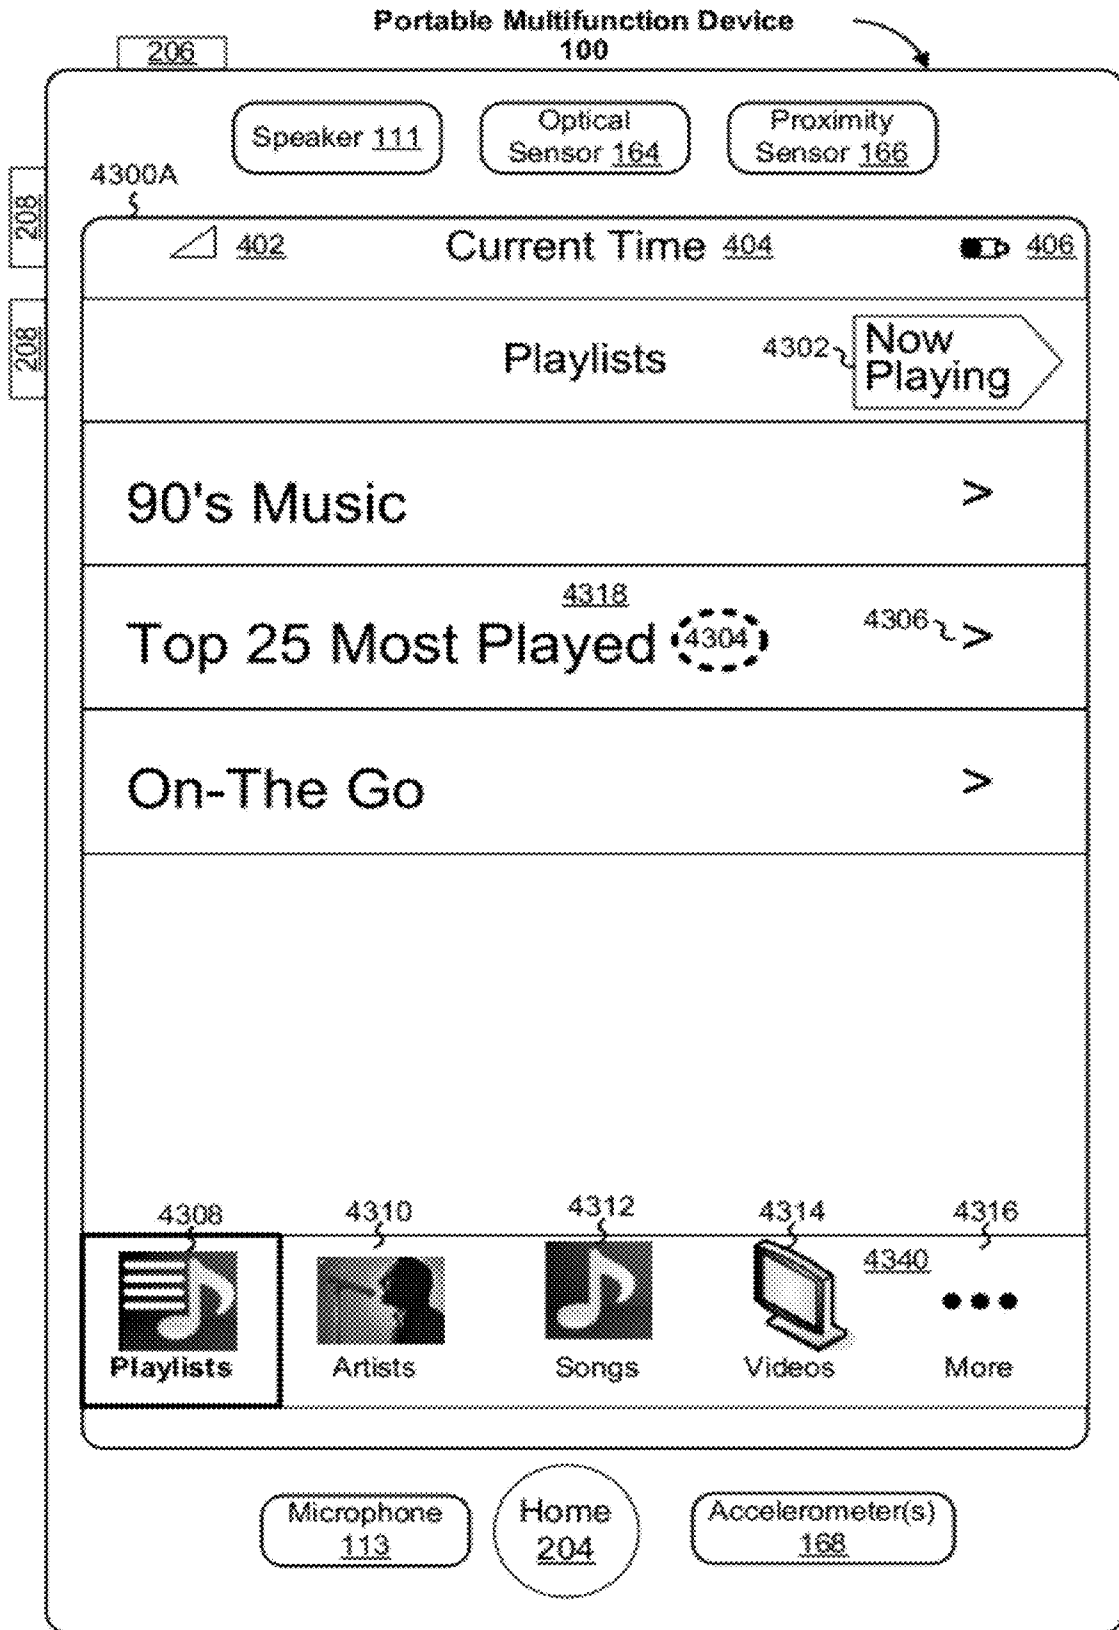 Portable Multifunction Device
100
206
Speaker 111
Optical
Sensor 164
Proximity
Sensor 166
4300A
208
402
Current Time 404
406
208
Playlists
4302
Now
Playing
90's Music
>
4318
Top 25 Most Played
4304
4306
>
On-The Go
>
4308
4310
4312
4314
4316
4340
Playlists
Artists
Songs
Videos
More
Microphone
113
Home
204
Accelerometer(s)
168